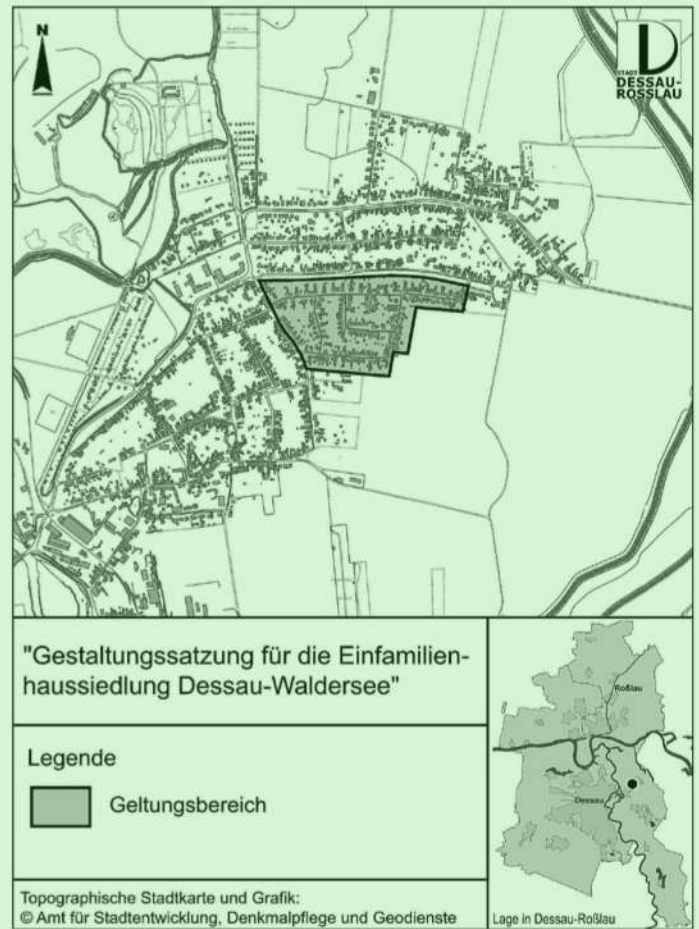 N
STADT
DESSAU-
ROSSLAU
"Gestaltungssatzung für die Einfamilien-
haussiedlung Dessau-Waldersee"
Legende
Geltungsbereich
Topographische Stadtkarte und Grafik:
© Amt für Stadtentwicklung, Denkmalpflege und Geodienste
Roßlau
Dessau
Lage in Dessau-Roßlau